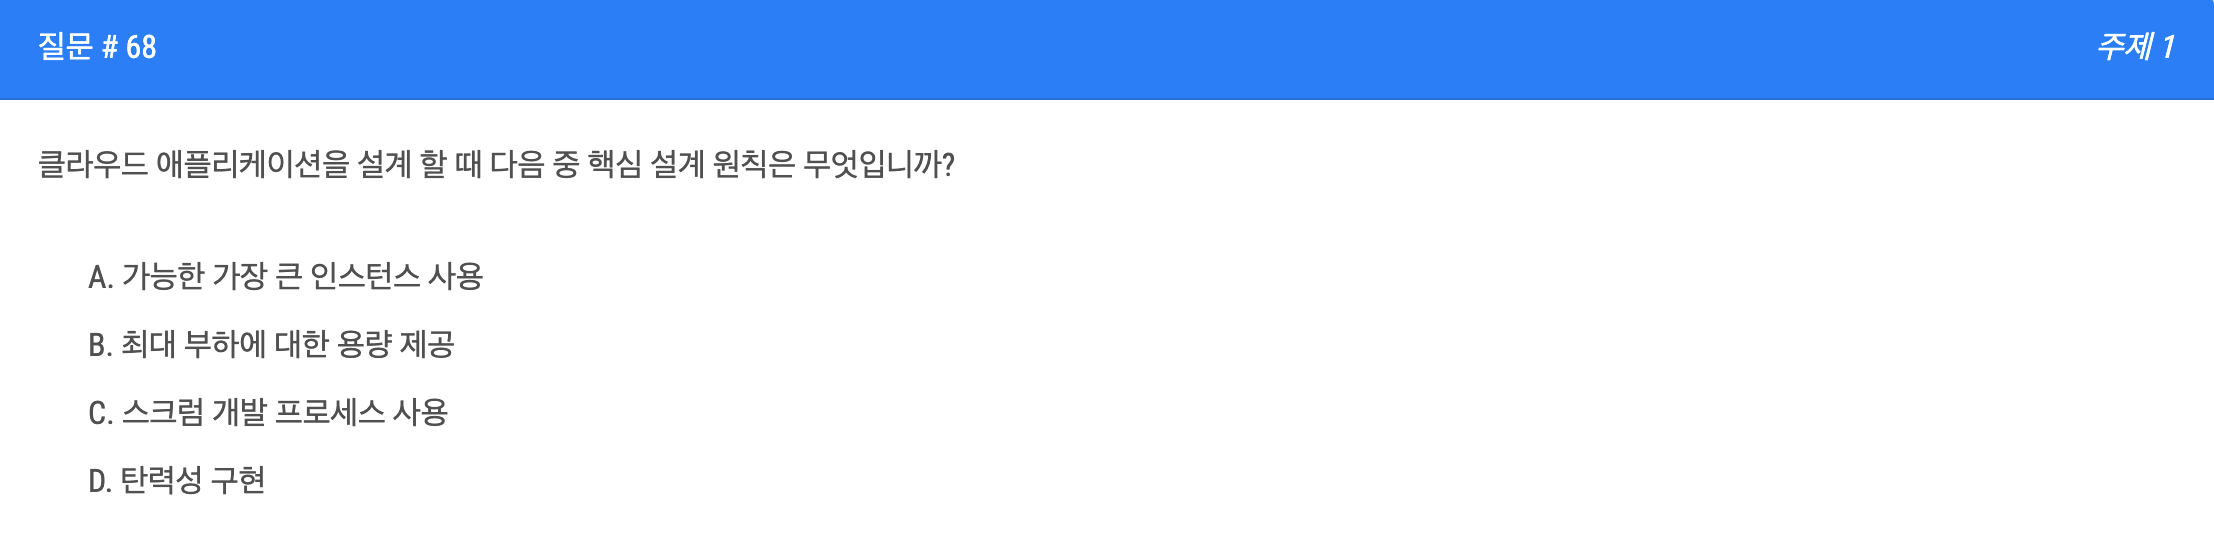 질문 # 68
주제 1
클라우드 애플리케이션을 설계 할 때 다음 중 핵심 설계 원칙은 무엇입니까?
A. 가능한 가장 큰 인스턴스 사용
B. 최대 부하에 대한 용량 제공
C. 스크럼 개발 프로세스 사용
D. 탄력성 구현